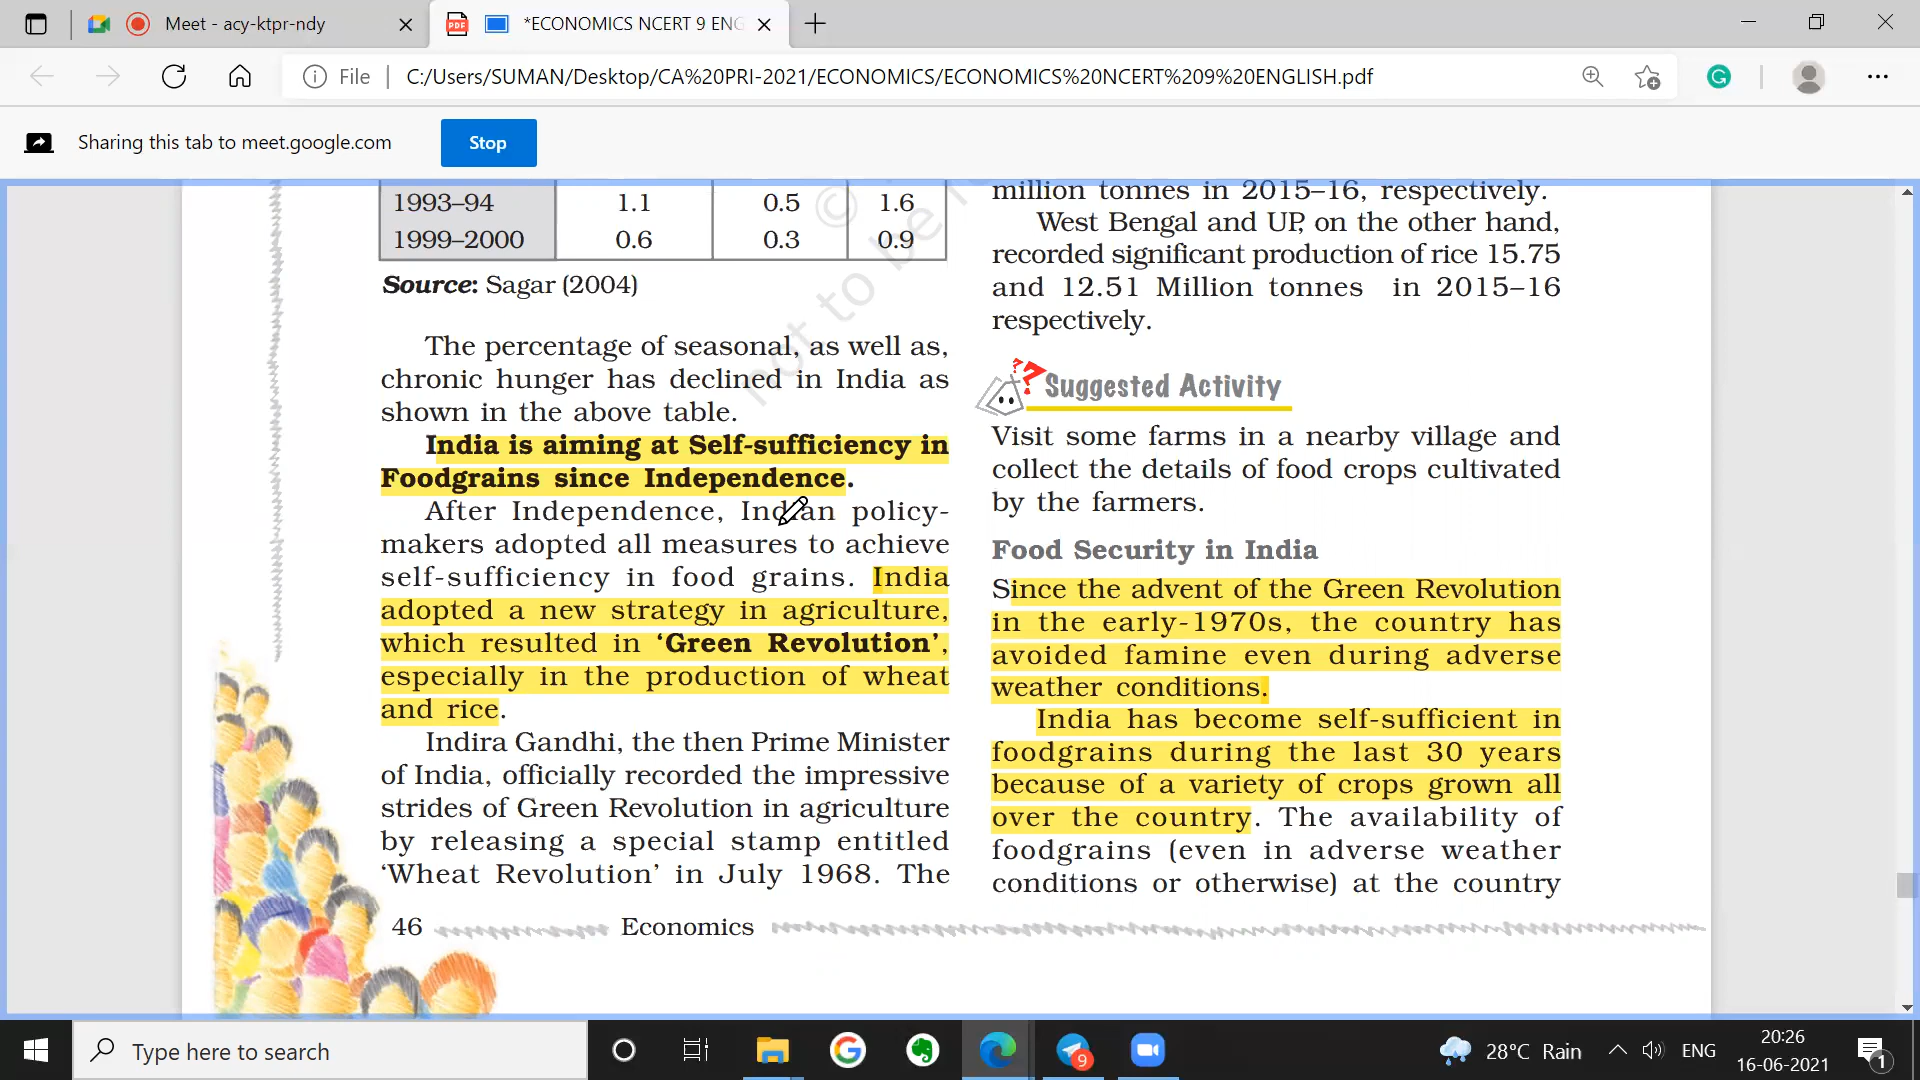 Meet - acy-ktpr-ndy
*ECONOMICS NCERT 9 ENG
File
C:/Users/SUMAN/Desktop/CA%20PRI-2021/ECONOMICS/ECONOMICS%20NCERT%209%20ENGLISH.pdf
Sharing this tab to meet.google.com
Stop
1993–94 1.1 0.5 1.6
1999–2000 0.6 0.3 0.9
Source: Sagar (2004)
The percentage of seasonal, as well as,
chronic hunger has declined in India as
shown in the above table.
India is aiming at Self-sufficiency in
Foodgrains since Independence.
After Independence, Indian policy-
makers adopted all measures to achieve
self-sufficiency in food grains. India
adopted a new strategy in agriculture,
which resulted in ‘Green Revolution’,
especially in the production of wheat
and rice.
Indira Gandhi, the then Prime Minister
of India, officially recorded the impressive
strides of Green Revolution in agriculture
by releasing a special stamp entitled
‘Wheat Revolution’ in July 1968. The
million tonnes in 2015–16, respectively.
West Bengal and UP, on the other hand,
recorded significant production of rice 15.75
and 12.51 Million tonnes in 2015–16
respectively.
Suggested Activity
Visit some farms in a nearby village and
collect the details of food crops cultivated
by the farmers.
Food Security in India
Since the advent of the Green Revolution
in the early-1970s, the country has
avoided famine even during adverse
weather conditions.
India has become self-sufficient in
foodgrains during the last 30 years
because of a variety of crops grown all
over the country. The availability of
foodgrains (even in adverse weather
conditions or otherwise) at the country
46 Economics
© not to be
Type here to search
9
28°C Rain
ENG
20:26
16-06-2021
1